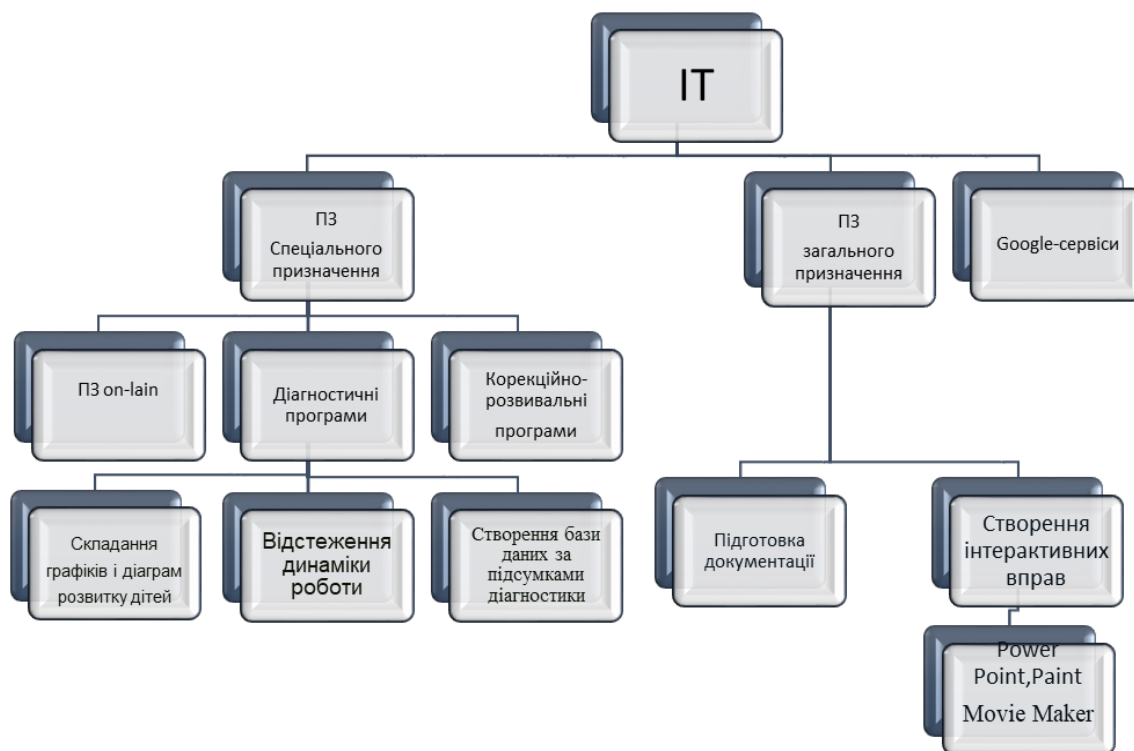 ІТ
ПЗ
Спеціального
призначення
ПЗ
загального
призначення
Google-сервіси
ПЗ on-lain
Діагностичні
програми
Корекційно-
розвивальні
програми
Складання
графіків і діаграм
розвитку дітей
Відстеження
динаміки
роботи
Створення бази
даних за
підсумками
діагностики
Підготовка
документації
Створення
інтерактивних
вправ
Power
Point,Paint
Movie Maker